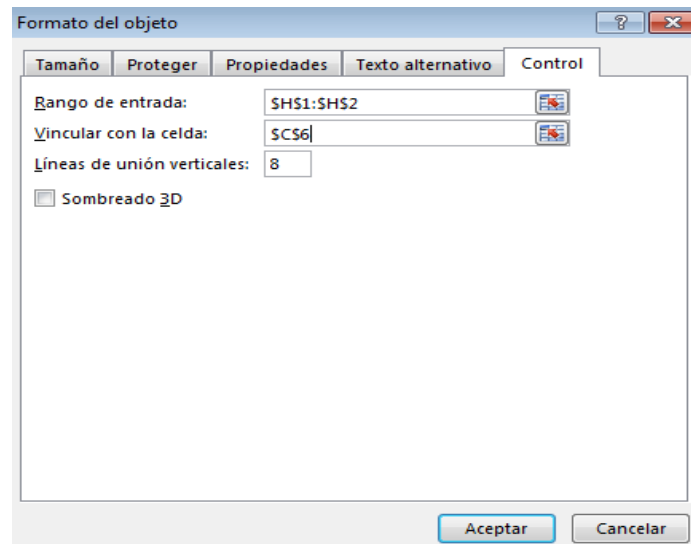 Formato del objeto
Tamaño Proteger Propiedades Texto alternativo Control
Rango de entrada: $H$1:$H$2
Vincular con la celda: $C$6
Líneas de unión verticales: 8
Sombreado 3D
Aceptar Cancelar